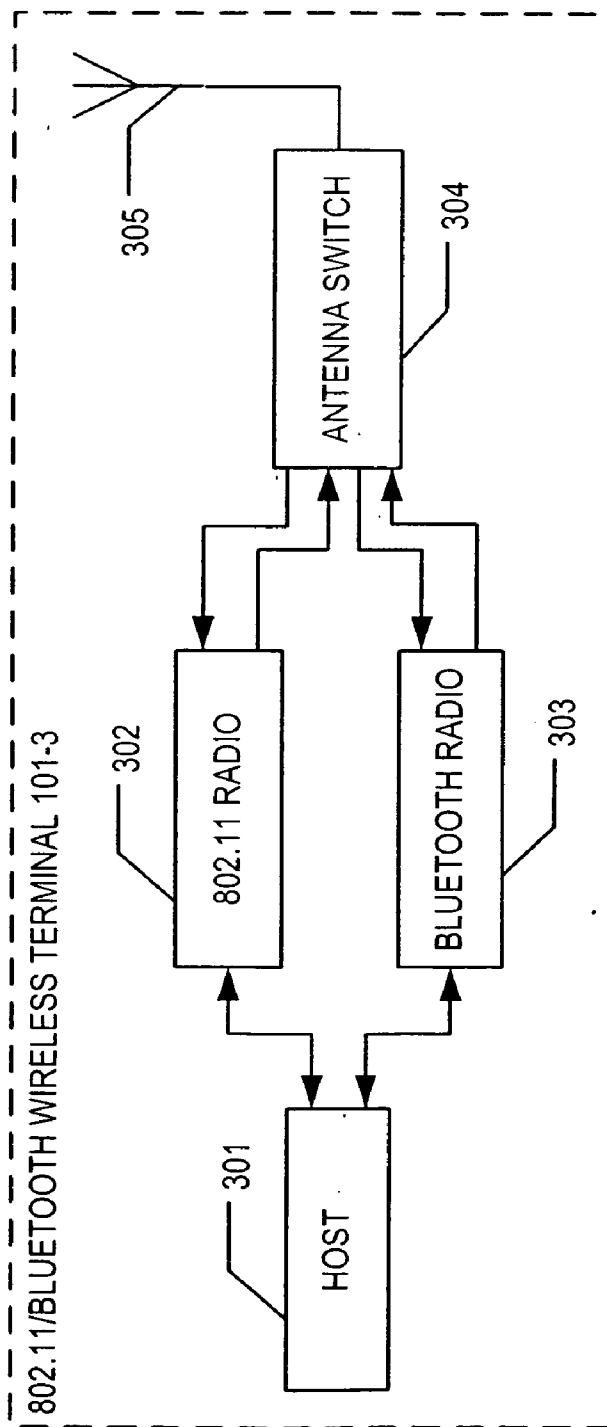 802.11/BLUETOOTH WIRELESS TERMINAL 101-3
301
HOST
302
802.11 RADIO
BLUETOOTH RADIO
303
ANTENNA SWITCH
304
305